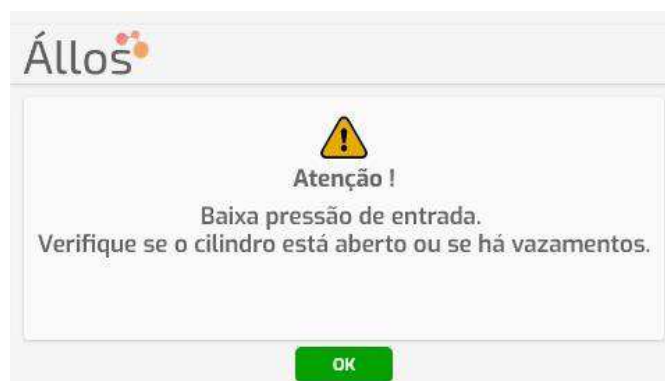 Állos
Atenção !
Baixa pressão de entrada.
Verifique se o cilindro está aberto ou se há vazamentos.
OK